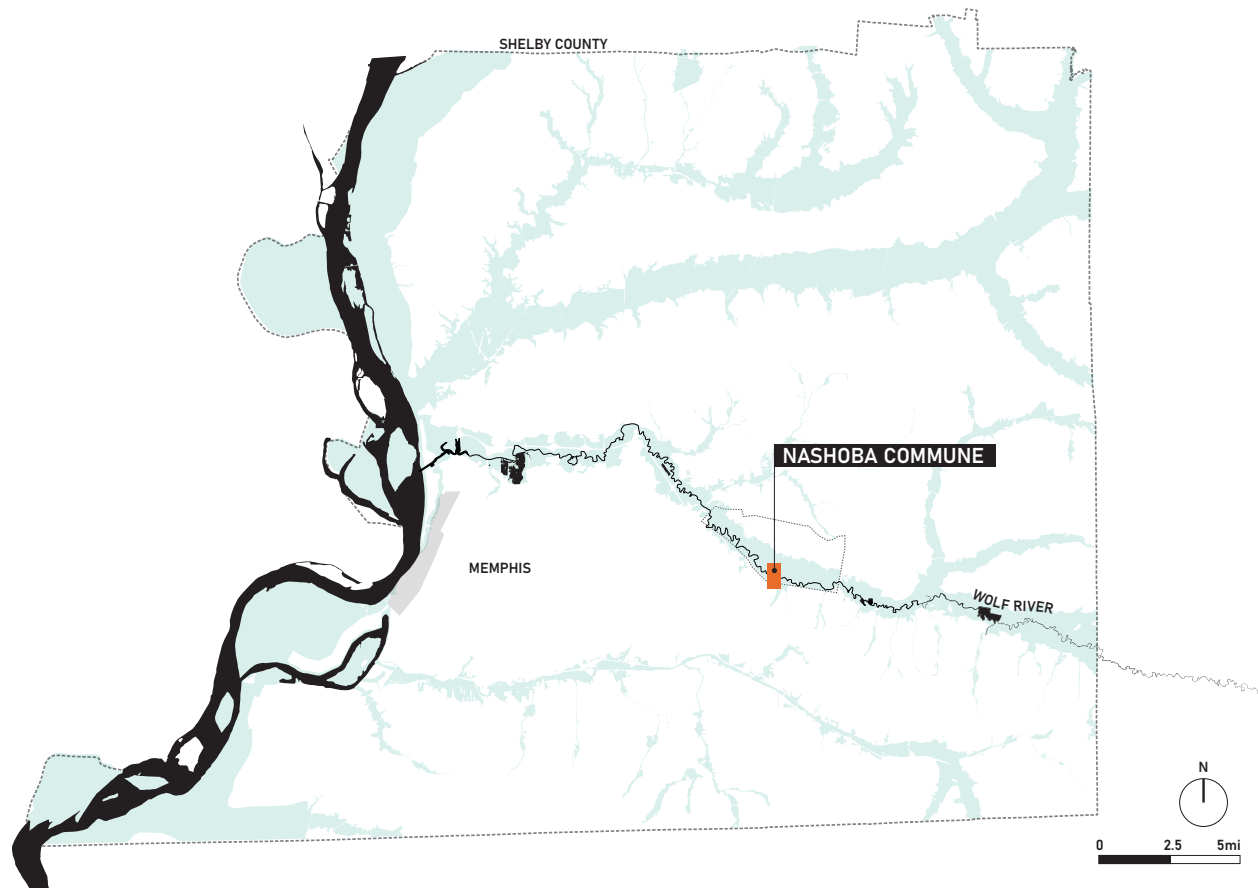 SHELBY COUNTY
NASHOBA COMMUNE
MEMPHIS
WOLF RIVER
N
0 2.5 5mi